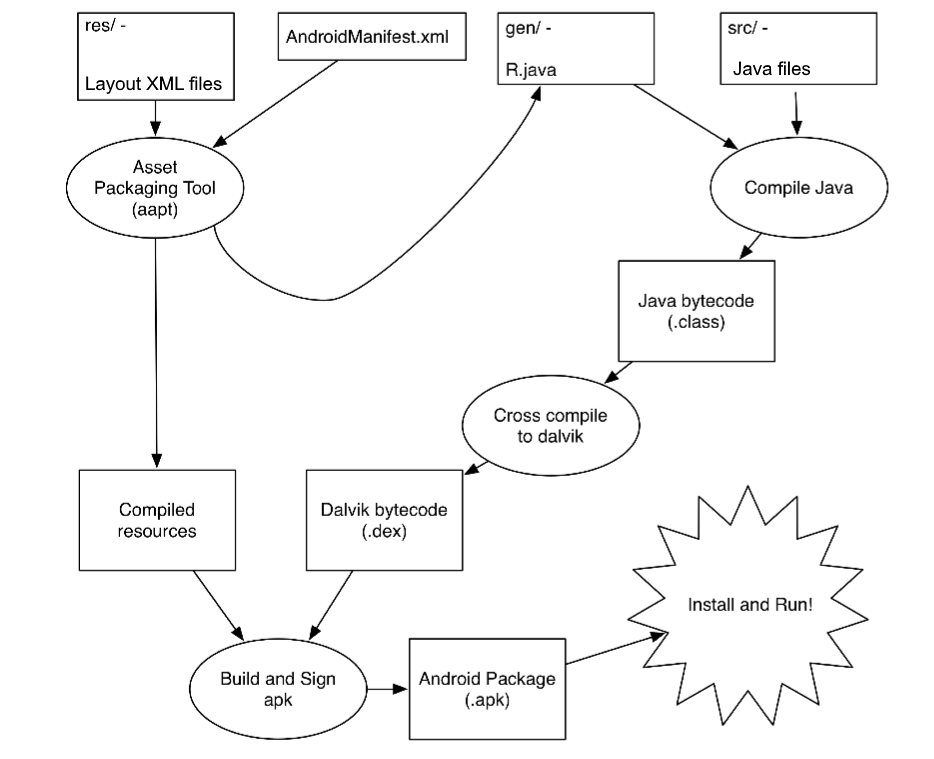 res/ -
Layout XML files
AndroidManifest.xml
gen/ -
R.java
src/ -
Java files
Asset
Packaging Tool
(aapt)
Compile Java
Java bytecode
(.class)
Cross compile
to dalvik
Compiled
resources
Dalvik bytecode
(.dex)
Install and Run!
Build and Sign
apk
Android Package
(.apk)